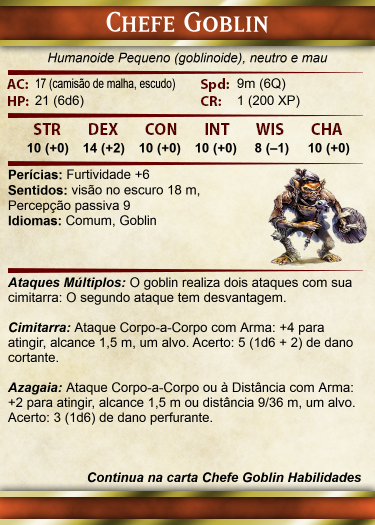 CHEFE GOBLIN
Humanoide Pequeno (goblinoide), neutro e mau
AC: 17 (camisão de malha, escudo) Spd: 9m (6Q)
HP: 21 (6d6) CR: 1 (200 XP)
STR DEX CON INT WIS CHA
10 (+0) 14 (+2) 10 (+0) 10 (+0) 8 (–1) 10 (+0)
Perícias: Furtividade +6
Sentidos: visão no escuro 18 m,
Percepção passiva 9
Idiomas: Comum, Goblin
Ataques Múltiplos: O goblin realiza dois ataques com sua
cimitarra: O segundo ataque tem desvantagem.
Cimitarra: Ataque Corpo-a-Corpo com Arma: +4 para
atingir, alcance 1,5 m, um alvo. Acerto: 5 (1d6 + 2) de dano
cortante.
Azagaia: Ataque Corpo-a-Corpo ou à Distância com Arma:
+2 para atingir, alcance 1,5 m ou distância 9/36 m, um alvo.
Acerto: 3 (1d6) de dano perfurante.
Continua na carta Chefe Goblin Habilidades